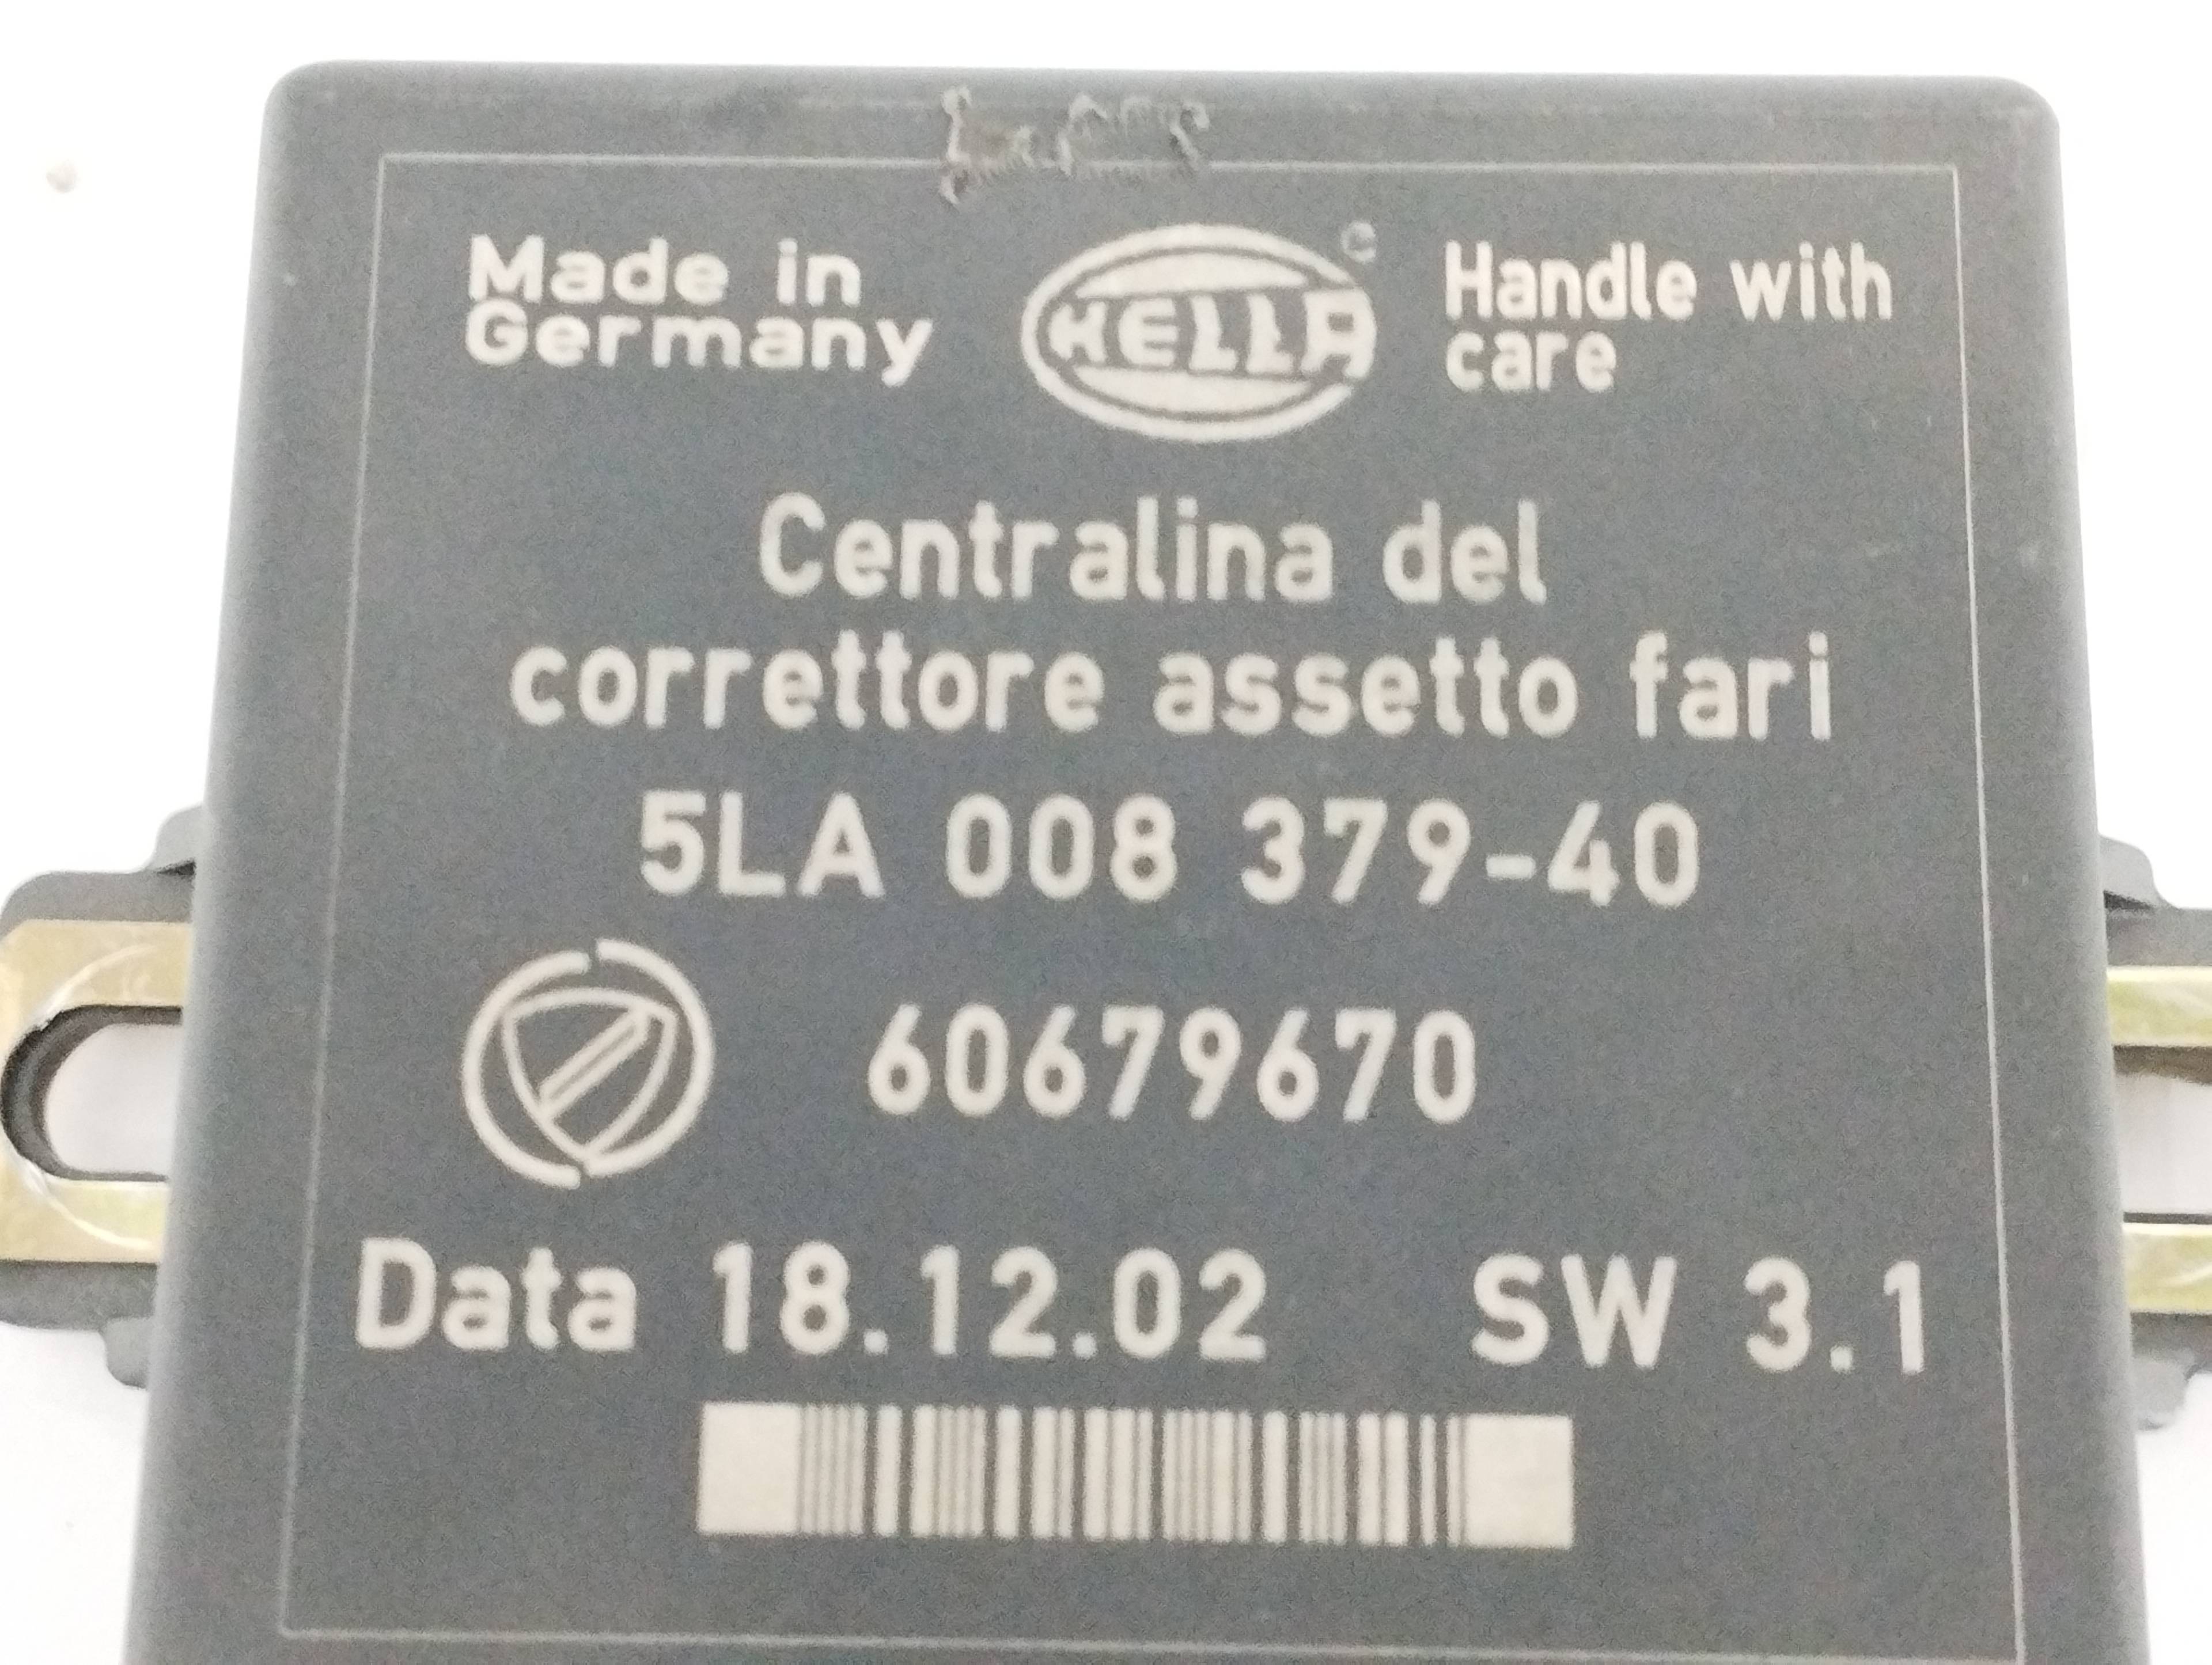 Made in
Germany
HELLA
Handle with
care
Centralina del
correttore assetto fari
5LA 008 379-40
60679670
Data 18.12.02 SW 3.1